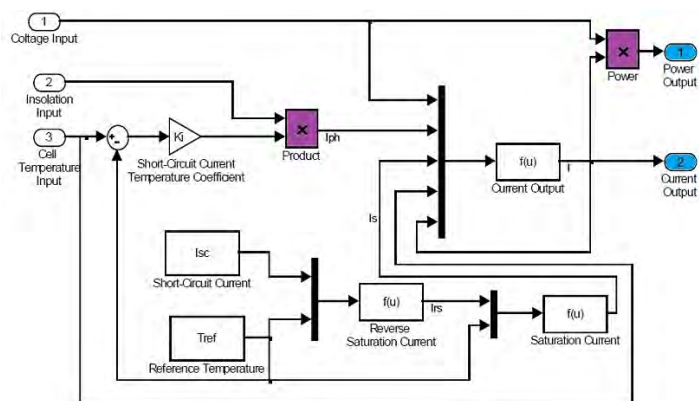 1
Coltage Input
2
Insolation
Input
3
Cell
Temperature
Input
+
-
Ki
Short-Circuit Current
Temperature Coefficient
×
Product
Iph
f(u)
Current Output
I
×
Power
1
Power
Output
2
Current
Output
Is
Isc
Short-Circuit Current
Tref
Reference Temperature
f(u)
Reverse
Saturation Current
Irs
f(u)
Saturation Current